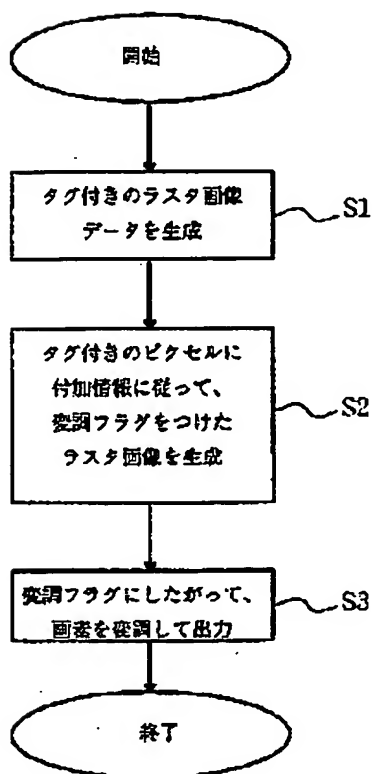 開始
タグ付きのラスタ画像
データを生成
S1
タグ付きのピクセルに
付加情報に従って、
変調フラグをつけた
ラスタ画像を生成
S2
変調フラグにしたがって、
画素を変調して出力
S3
終了